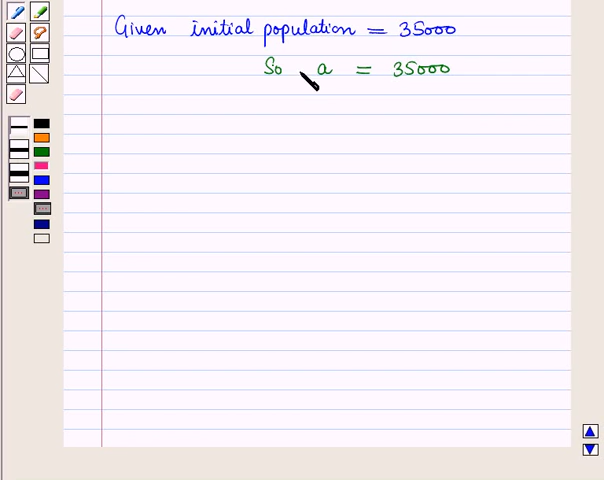 Given initial population = 35000
So a = 35000